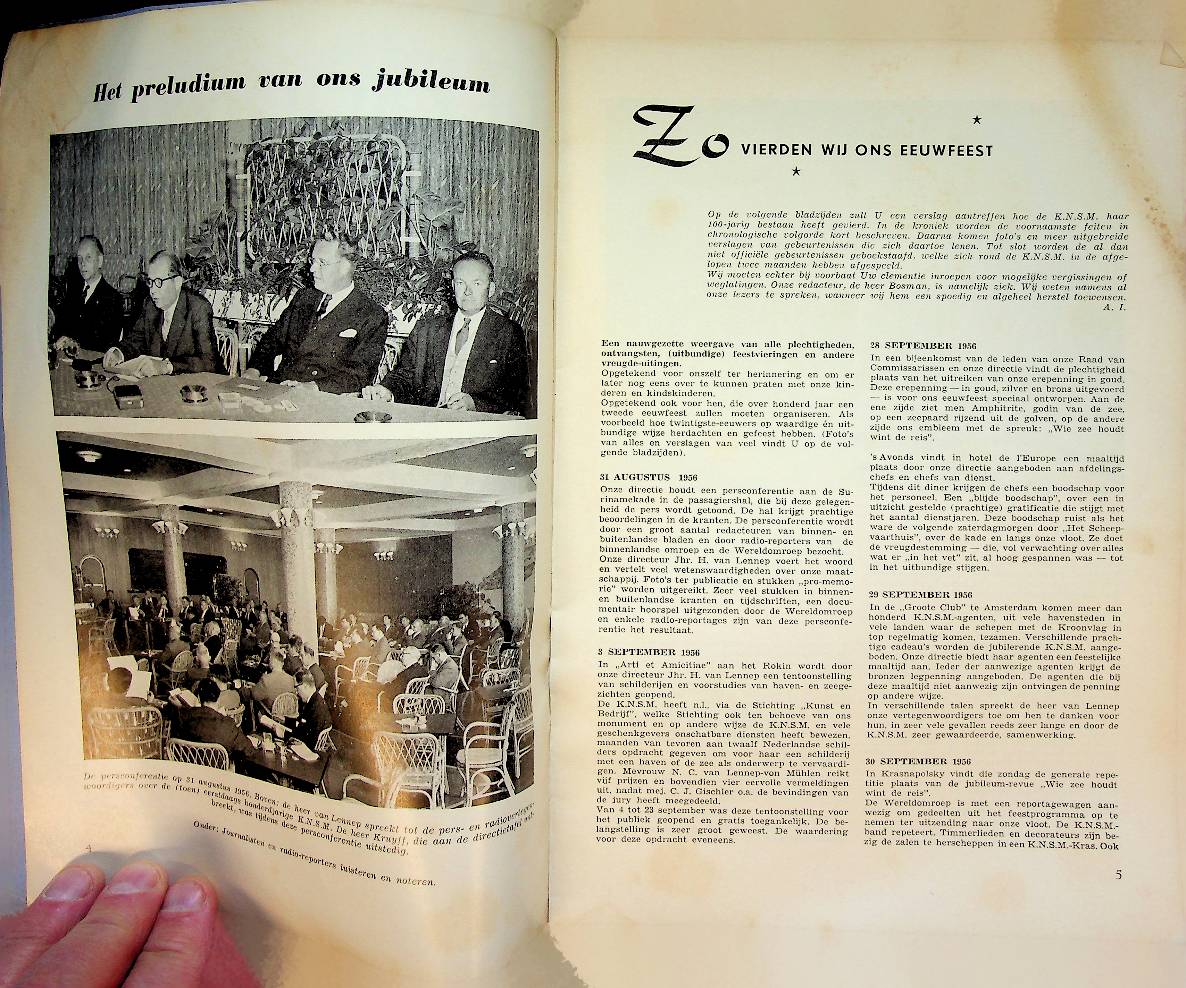 Het preludium van ons jubileum
De persconferentie op 31 augustus 1956. Boven: de heer van Lennep spreekt tot de pers- en radiovertegen-
woordigers over de (toen) eerstdaags honderdjarige K.N.S.M. De heer Kruyff, die aan de directietafel ont-
breekt, was tijdens deze persconferentie uitstedig.
Onder: Journalisten en radio-reporters luisteren en noteren.
4
Zo VIERDEN WIJ ONS EEUWFEEST
Op de volgende bladzijden zult U een verslag aantreffen hoe de K.N.S.M. haar
100-jarig bestaan heeft gevierd. In de kroniek worden de voornaamste feiten in
chronologische volgorde kort beschreven. Daarna komen foto's en meer uitgebreide
verslagen van gebeurtenissen die zich daartoe lenen. Tot slot worden de al dan
niet officiële gebeurtenissen geboekstaafd, welke zich rond de K.N.S.M. in de afge-
lopen twee maanden hebben afgespeeld.
Wij moeten echter bij voorbaat Uw clementie inroepen voor mogelijke vergissingen of
weglatingen. Onze redacteur, de heer Bosman, is namelijk ziek. Wij weten namens al
onze lezers te spreken, wanneer wij hem een spoedig en algeheel herstel toewensen.
A. I.
Een nauwgezette weergave van alle plechtigheden,
ontvangsten, (uitbundige) feestvieringen en andere
vreugde-uitingen.
Opgetekend voor onszelf ter herinnering en om er
later nog eens over te kunnen praten met onze kin-
deren en kindskinderen.
Opgetekend ook voor hen, die over honderd jaar een
tweede eeuwfeest zullen moeten organiseren. Als
voorbeeld hoe twintigste-eeuwers op waardige én uit-
bundige wijze herdachten en gefeest hebben. (Foto's
van alles en verslagen van veel vindt U op de vol-
gende bladzijden).
31 AUGUSTUS 1956
Onze directie houdt een persconferentie aan de Su-
rinamekade in de passagiershal, die bij deze gelegen-
heid de pers wordt getoond. De hal krijgt prachtige
beoordelingen in de kranten. De persconferentie wordt
door een groot aantal redacteuren van binnen- en
buitenlandse bladen en door radio-reporters van de
binnenlandse omroep en de Wereldomroep bezocht.
Onze directeur Jhr. H. van Lennep voert het woord
en vertelt veel wetenswaardigheden over onze maat-
schappij. Foto's ter publicatie en stukken „pro-memo-
rie” worden uitgereikt. Zeer veel stukken in binnen-
en buitenlandse kranten en tijdschriften, een docu-
mentair hoorspel uitgezonden door de Wereldomroep
en enkele radio-reportages zijn van deze persconfe-
rentie het resultaat.
3 SEPTEMBER 1956
In „Arti et Amicitiae” aan het Rokin wordt door
onze directeur Jhr. H. van Lennep een tentoonstelling
van schilderijen en voorstudies van haven- en zeege-
zichten geopend.
De K.N.S.M. heeft n.l., via de Stichting „Kunst en
Bedrijf”, welke Stichting ook ten behoeve van ons
monument en op andere wijze de K.N.S.M. en vele
geschenkgevers onschatbare diensten heeft bewezen,
maanden van tevoren aan twaalf Nederlandse schil-
ders opdracht gegeven om voor haar een schilderij
met een haven of de zee als onderwerp te vervaardi-
gen. Mevrouw N. C. van Lennep-von Mühlen reikt
vijf prijzen en bovendien vier eervolle vermeldingen
uit, nadat mej. C. J. Gischler o.a. de bevindingen van
de jury heeft meegedeeld.
Van 4 tot 23 september was deze tentoonstelling voor
het publiek geopend en gratis toegankelijk. De be-
langstelling is zeer groot geweest. De waardering
voor deze opdracht eveneens.
28 SEPTEMBER 1956
In een bijeenkomst van de leden van onze Raad van
Commissarissen en onze directie vindt de plechtigheid
plaats van het uitreiken van onze erepenning in goud.
Deze erepenning — in goud, zilver en brons uitgevoerd
— is voor ons eeuwfeest speciaal ontworpen. Aan de
ene zijde ziet men Amphitrite, godin van de zee,
op een zeepaard rijzend uit de golven, op de andere
zijde ons embleem met de spreuk: „Wie zee houdt
wint de reis”.
's Avonds vindt in hotel de l'Europe een maaltijd
plaats door onze directie aangeboden aan afdelings-
chefs en chefs van dienst.
Tijdens dit diner krijgen de chefs een boodschap voor
het personeel. Een „blijde boodschap”, over een in
uitzicht gestelde (prachtige) gratificatie die stijgt met
het aantal dienstjaren. Deze boodschap ruist als het
ware de volgende zaterdagmorgen door „Het Scheep-
vaarthuis”, over de kade en langs onze vloot. Ze doet
de vreugdestemming — die, vol verwachting over alles
wat er „in het vet” zit, al hoog gespannen was — tot
in het uitbundige stijgen.
29 SEPTEMBER 1956
In de „Groote Club” te Amsterdam komen meer dan
honderd K.N.S.M.-agenten, uit vele havensteden in
vele landen waar de schepen met de Kroonvlag in
top regelmatig komen, tezamen. Verschillende prach-
tige cadeau's worden de jubilerende K.N.S.M. aange-
boden. Onze directie biedt haar agenten een feestelijke
maaltijd aan. Ieder der aanwezige agenten krijgt de
bronzen legpenning aangeboden. De agenten die bij
deze maaltijd niet aanwezig zijn ontvingen de penning
op andere wijze.
In verschillende talen spreekt de heer van Lennep
onze vertegenwoordigers toe om hen te danken voor
hun, in zeer vele gevallen reeds zeer lange en door de
K.N.S.M. zeer gewaardeerde, samenwerking.
30 SEPTEMBER 1956
In Krasnapolsky vindt die zondag de generale repe-
titie plaats van de jubileum-revue „Wie zee houdt
wint de reis”.
De Wereldomroep is met een reportagewagen aan-
wezig om gedeelten uit het feestprogramma op te
nemen ter uitzending naar onze vloot. De K.N.S.M.-
band repeteert. Timmerlieden en decorateurs zijn be-
zig de zalen te herscheppen in een K.N.S.M.-Kras. Ook
5